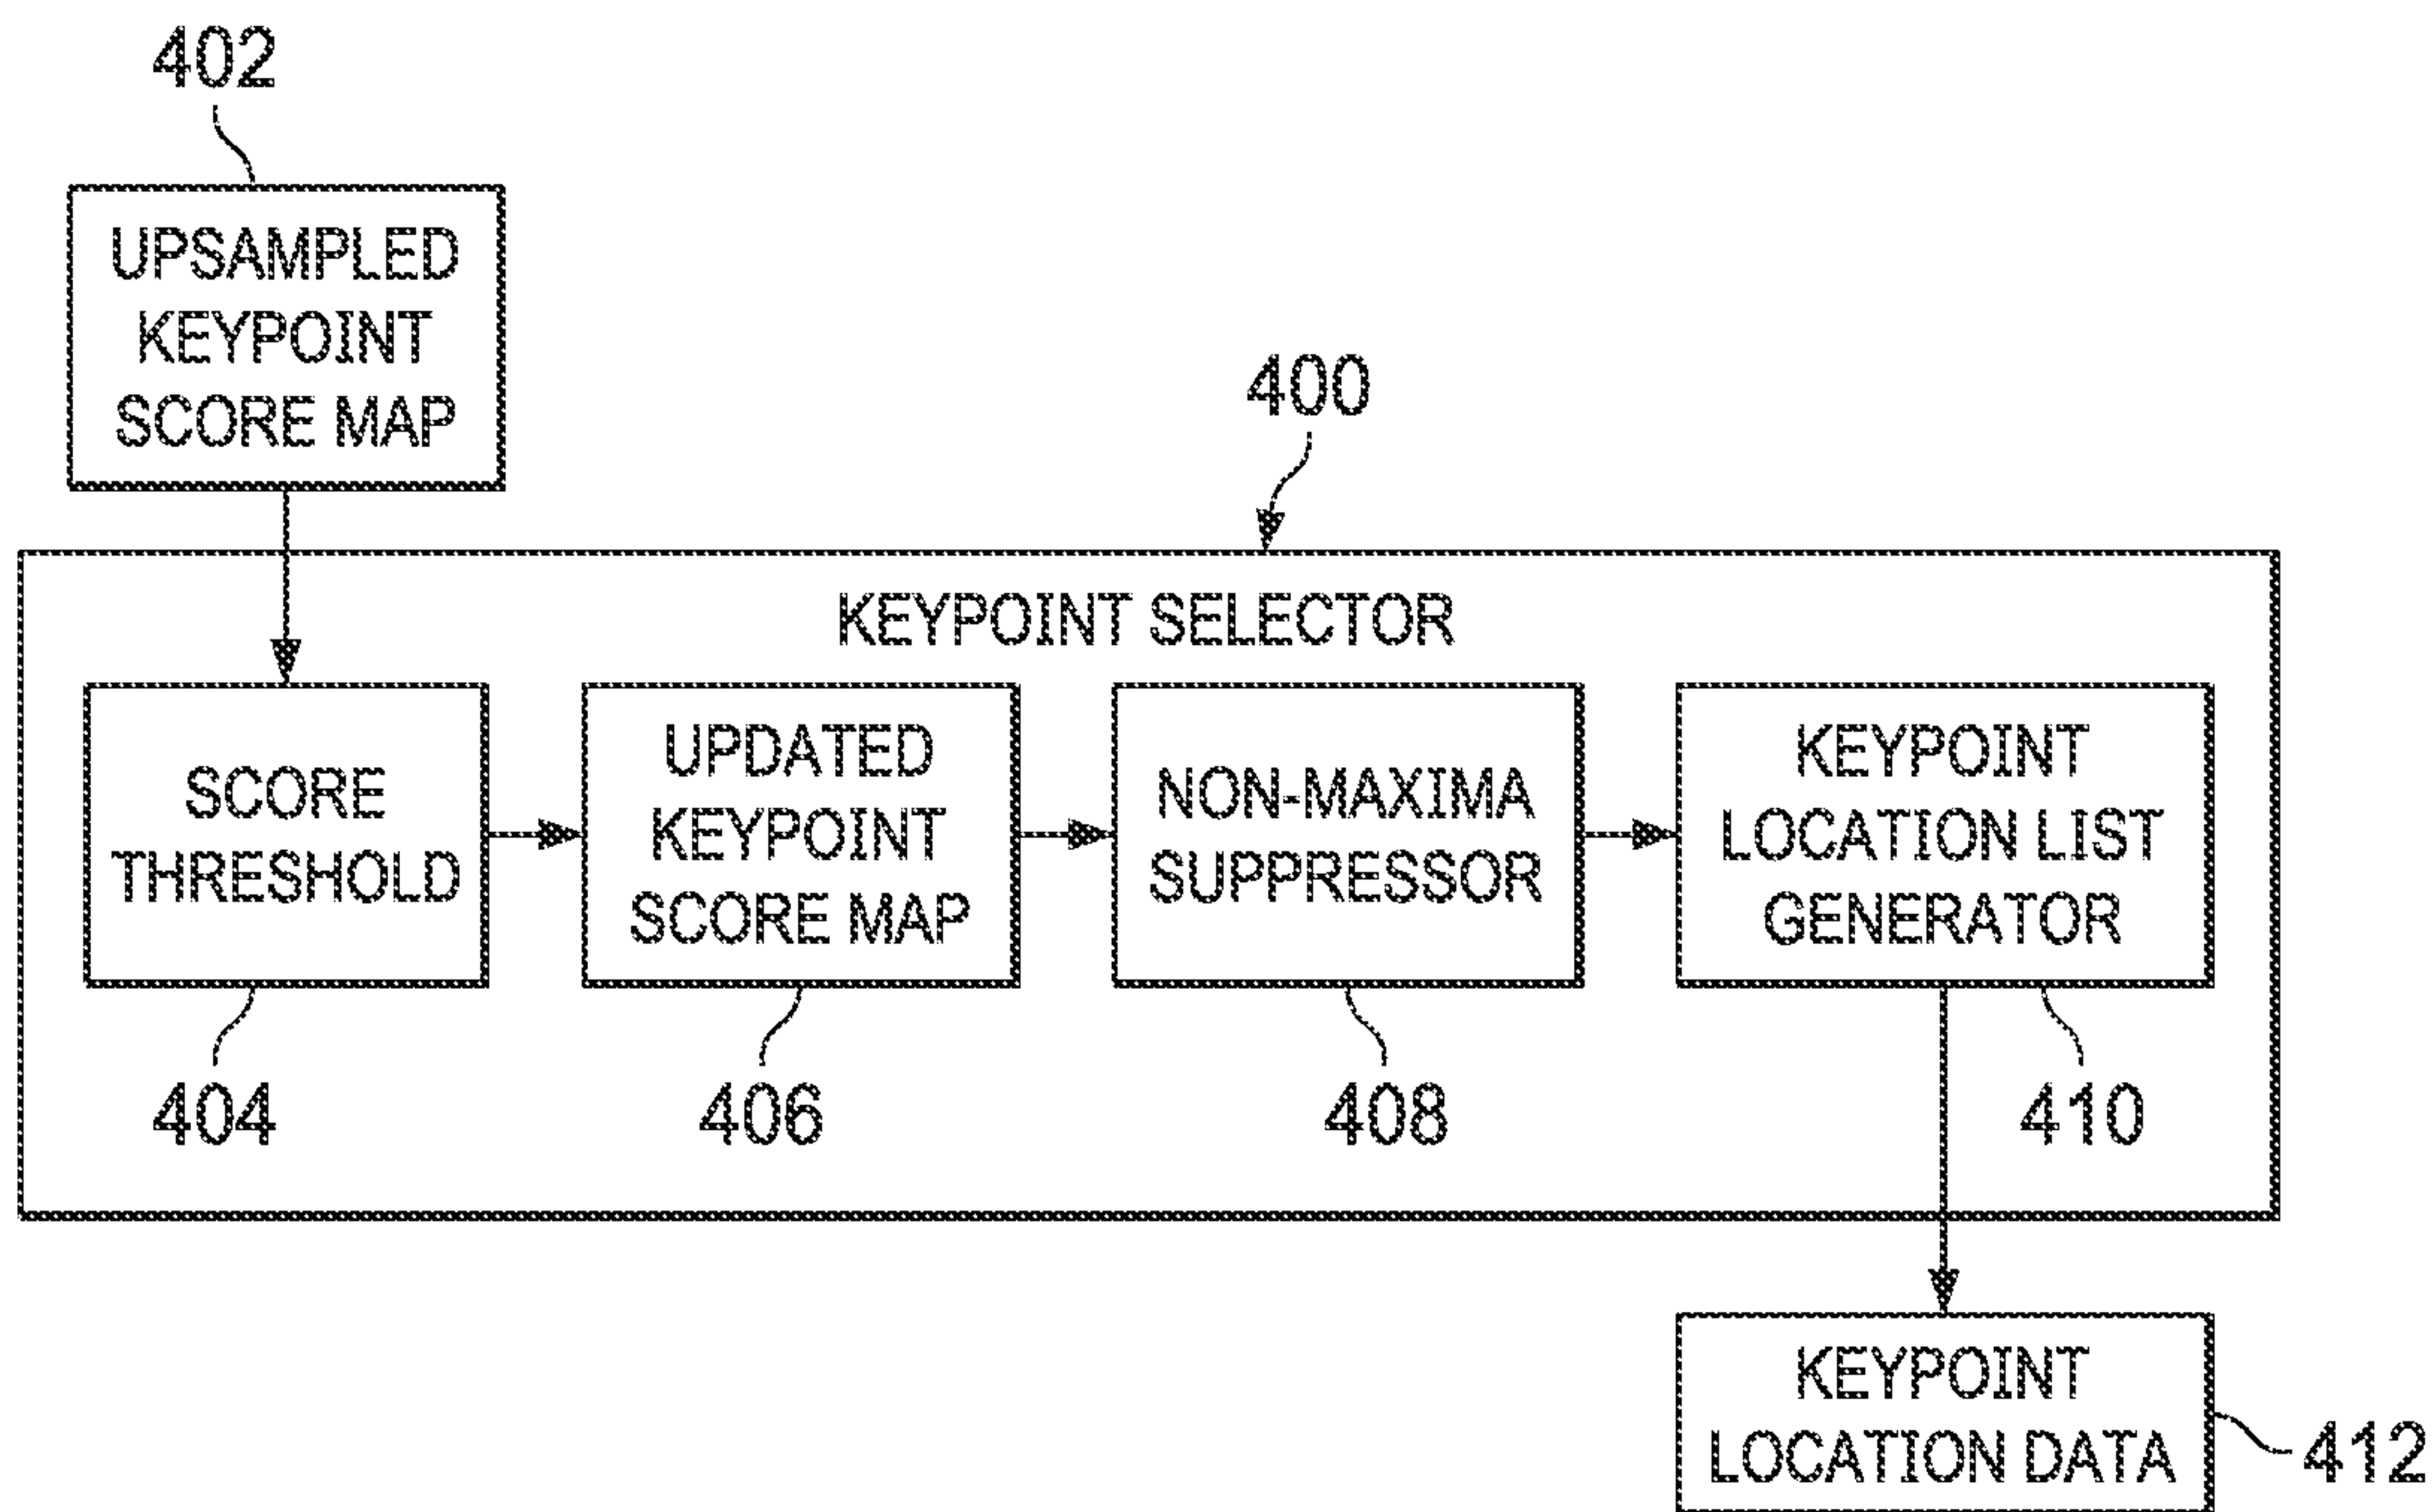 402
UPSAMPLED
KEYPOINT
SCORE MAP
400
KEYPOINT SELECTOR
SCORE
THRESHOLD
UPDATED
KEYPOINT
SCORE MAP
NON-MAXIMA
SUPPRESSOR
KEYPOINT
LOCATION LIST
GENERATOR
404
406
408
410
KEYPOINT
LOCATION DATA
412